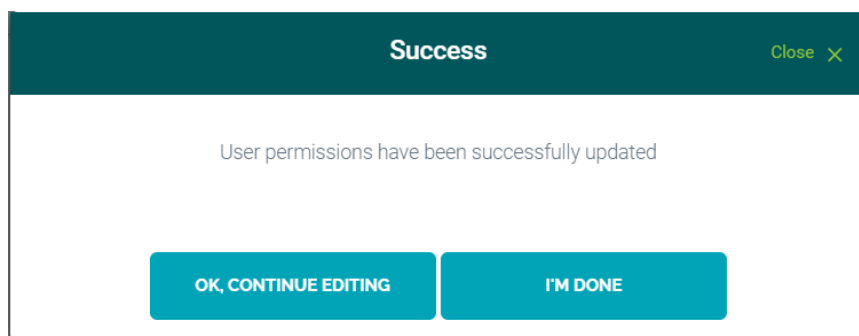 Success
Close
User permissions have been successfully updated
OK, CONTINUE EDITING
I'M DONE